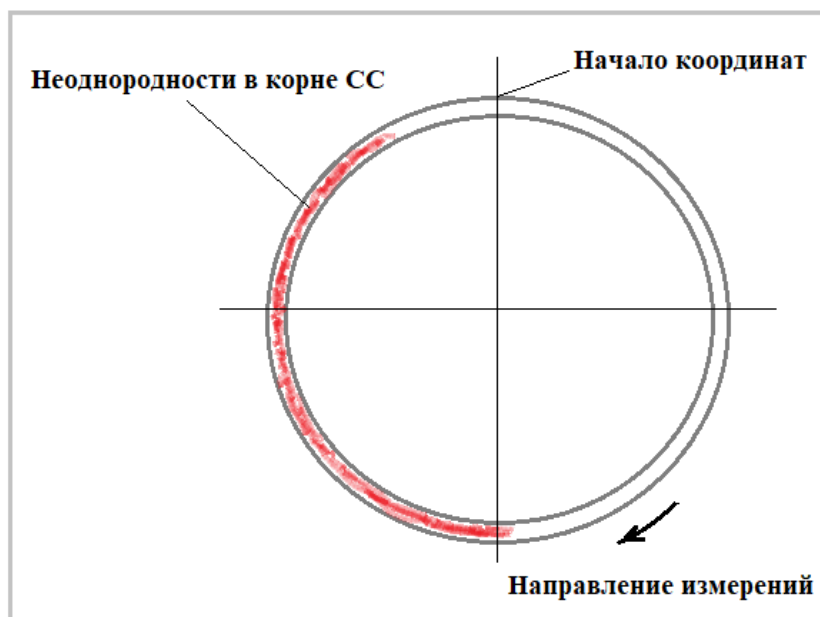 Начало координат
Неоднородности в корне СС
Направление измерений